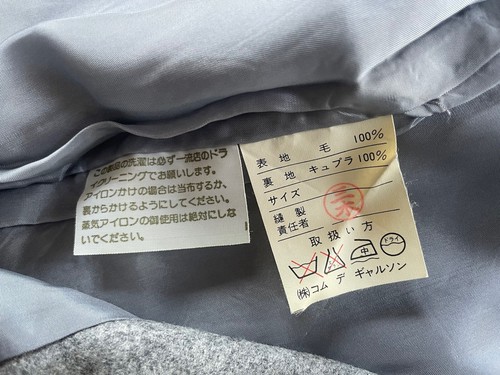 この製品の洗濯は必ず一流店のドラ
イクリーニングでお願いします。
アイロンかけの場合は当布するか、
裏からかけるようにしてください。
蒸気アイロンの御使用は絶対にしな
いでください。
表地 毛 100%
裏地 キュプラ 100%
サイズ
縫製
責任者
取扱い方
中 ドライ
(株)コム デ ギャルソン